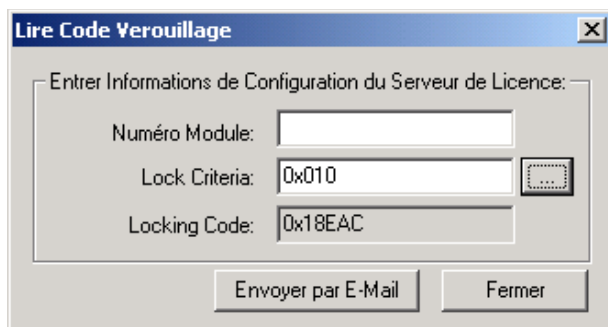 Lire Code Verouillage
Entrer Informations de Configuration du Serveur de Licence:
Numéro Module:
Lock Criteria: 0x010 ...
Locking Code: 0x18EAC
Envoyer par E-Mail Fermer